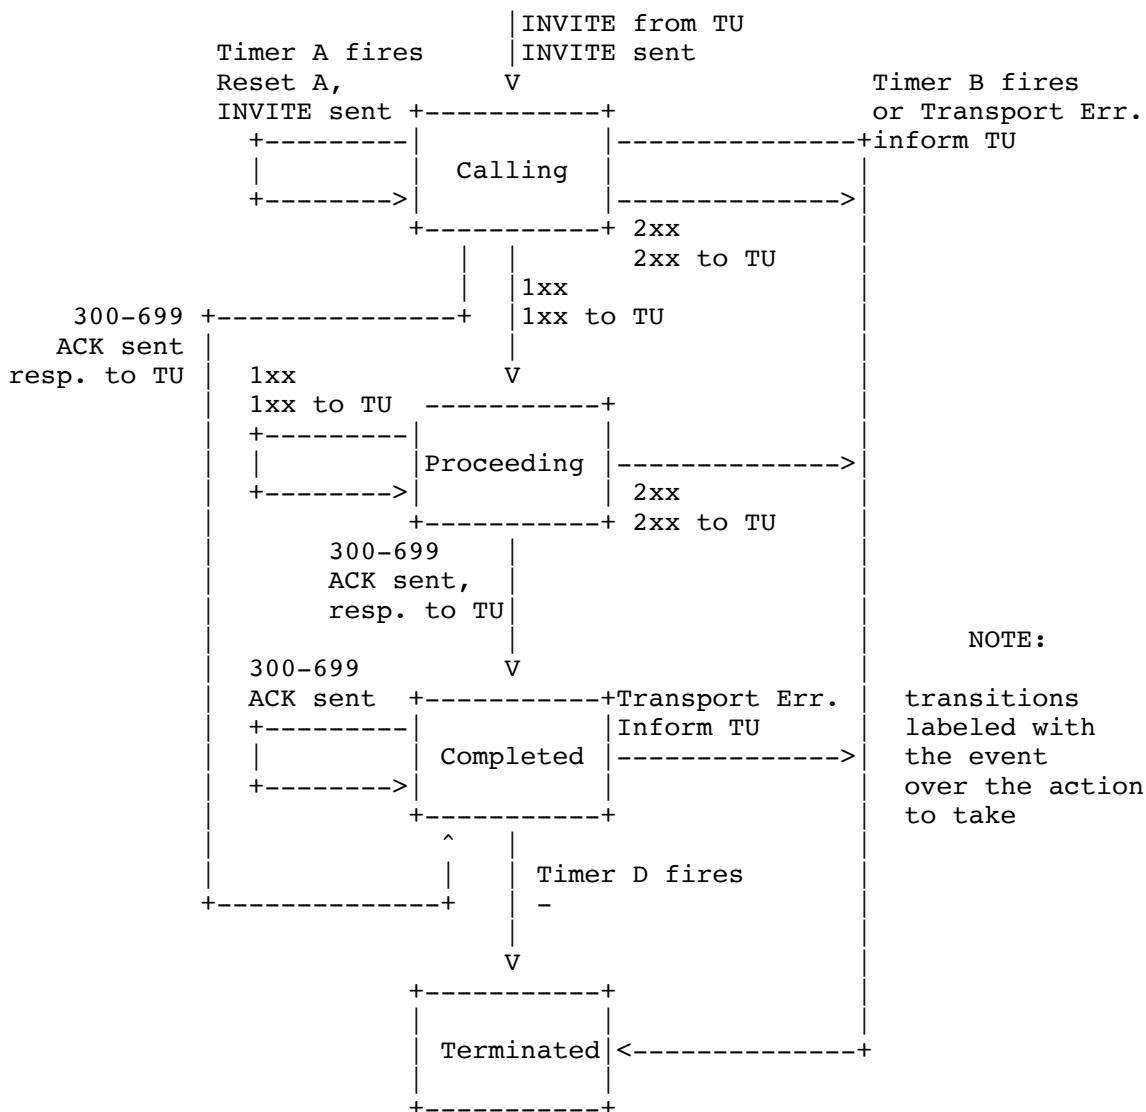 INVITE from TU
Timer A fires INVITE sent
Reset A, V Timer B fires
INVITE sent or Transport Err.
inform TU
Calling
2xx
2xx to TU
1xx
300-699 1xx to TU
ACK sent
resp. to TU 1xx V
1xx to TU
Proceeding
2xx
2xx to TU
300-699
ACK sent,
resp. to TU
NOTE:
300-699 V
ACK sent Transport Err. transitions
Inform TU labeled with
Completed the event
over the action
to take
Timer D fires
-
V
Terminated